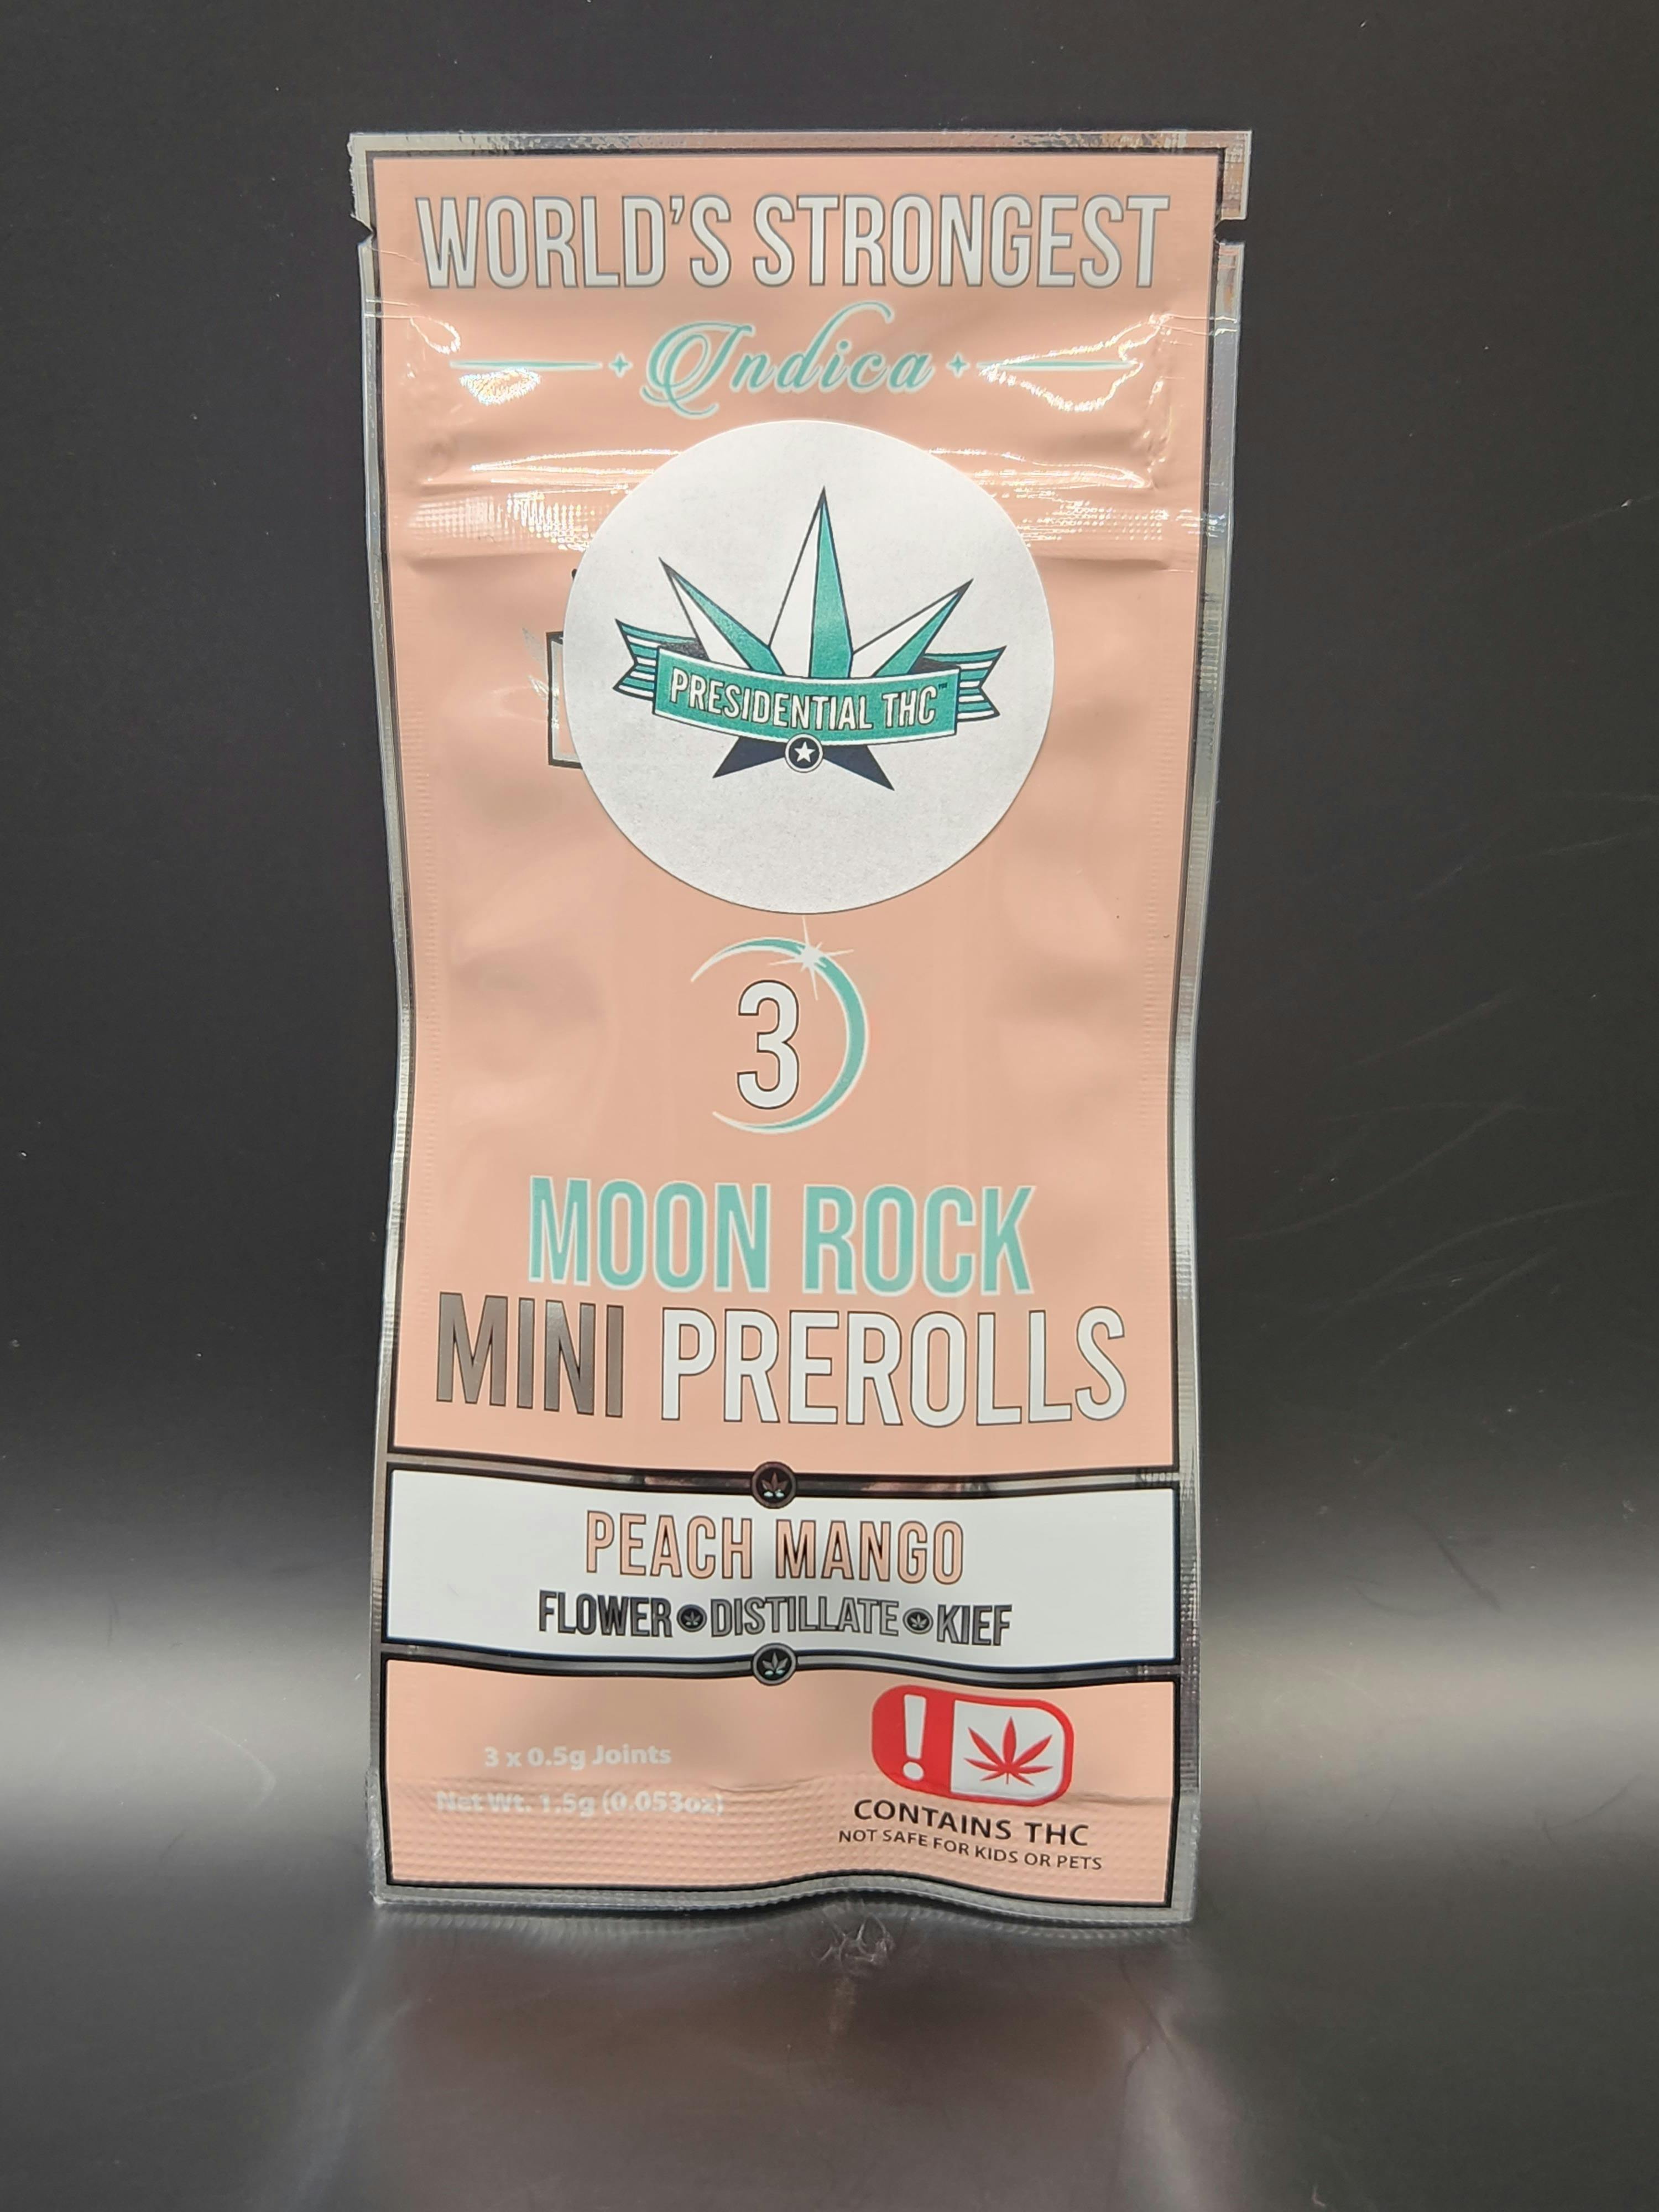 WORLD'S STRONGEST
Indica
PRESIDENTIAL THC™
3
MOON ROCK
MINI PREROLLS
PEACH MANGO
FLOWER DISTILLATE KIEF
3 x 0.5g Joints
Net Wt. 1.5g (0.053oz)
!
CONTAINS THC
NOT SAFE FOR KIDS OR PETS